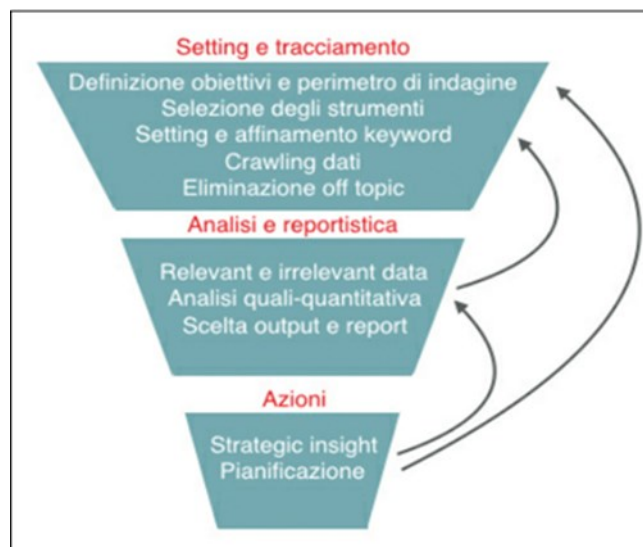 Setting e tracciamento
Definizione obiettivi e perimetro di indagine
Selezione degli strumenti
Setting e affinamento keyword
Crawling dati
Eliminazione off topic
Analisi e reportistica
Relevant e irrelevant data
Analisi quali-quantitativa
Scelta output e report
Azioni
Strategic insight
Pianificazione